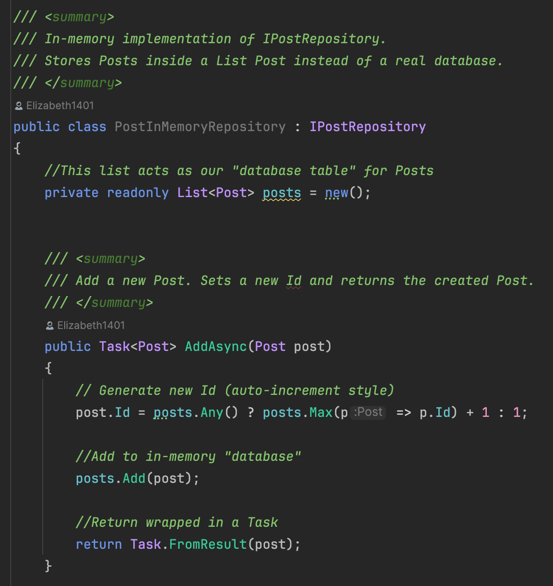 /// <summary>
/// In-memory implementation of IPostRepository.
/// Stores Posts inside a List Post instead of a real database.
/// </summary>
Elizabeth1401
public class PostInMemoryRepository : IPostRepository
{
//This list acts as our "database table" for Posts
private readonly List<Post> posts = new();
/// <summary>
/// Add a new Post. Sets a new Id and returns the created Post.
/// </summary>
Elizabeth1401
public Task<Post> AddAsync(Post post)
{
// Generate new Id (auto-increment style)
post.Id = posts.Any() ? posts.Max(p :Post => p.Id) + 1 : 1;
//Add to in-memory "database"
posts.Add(post);
//Return wrapped in a Task
return Task.FromResult(post);
}